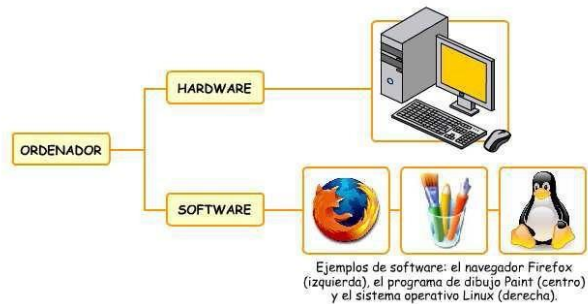 HARDWARE
ORDENADOR
SOFTWARE
Ejemplos de software: el navegador Firefox
(izquierda), el programa de dibujo Paint (centro)
y el sistema operativo Linux (derecha).